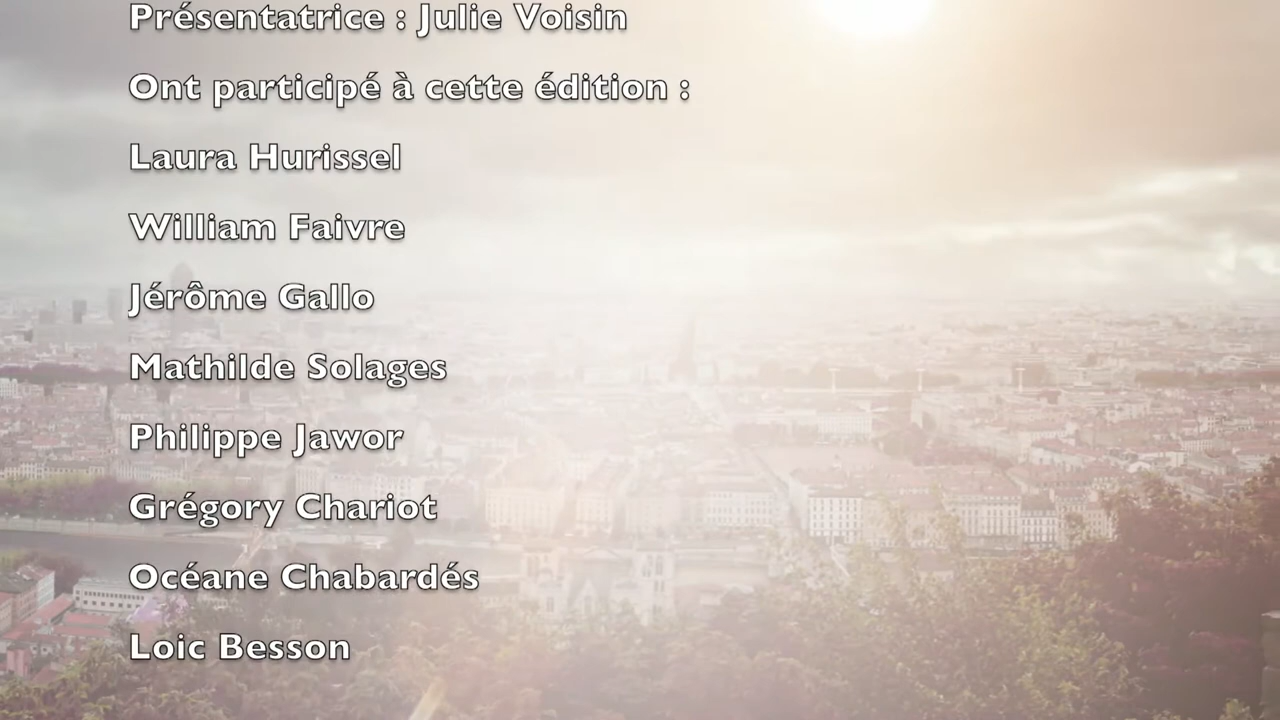 Présentatrice : Julie Voisin
Ont participé à cette édition :
Laura Hurissel
William Faivre
Jérôme Gallo
Mathilde Solages
Philippe Jawor
Grégory Chariot
Océane Chabardés
Loic Besson